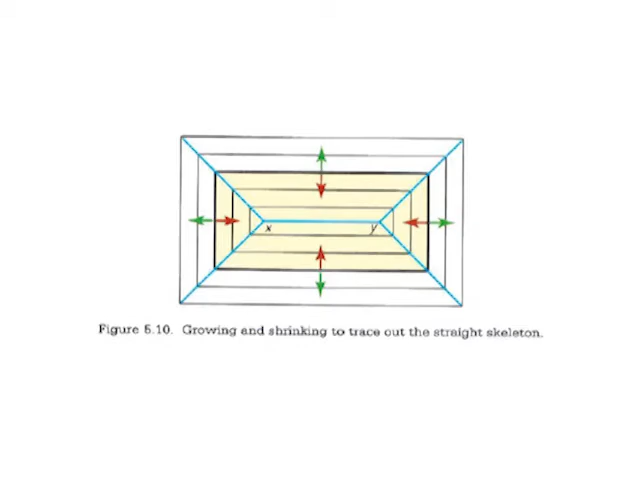 x
y
Figure 5.10. Growing and shrinking to trace out the straight skeleton.